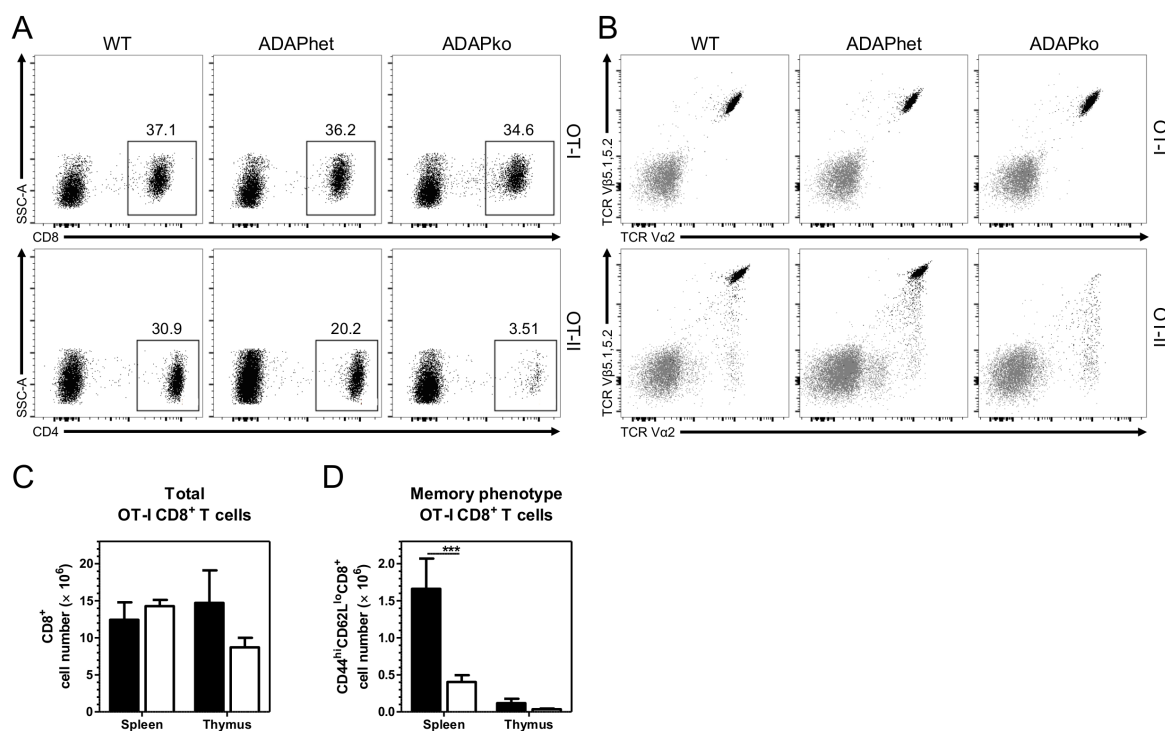 A
WT
ADAPhet
ADAPko
37.1
36.2
34.6
SSC-A
CD8
OT-I
30.9
20.2
3.51
SSC-A
CD4
OT-II
B
WT
ADAPhet
ADAPko
TCR Vβ5.1,5.2
TCR Vα2
OT-I
TCR Vβ5.1,5.2
TCR Vα2
OT-II
C
Total
OT-I CD8⁺ T cells
CD8⁺
cell number (× 10⁶)
20
15
10
5
0
Spleen
Thymus
D
Memory phenotype
OT-I CD8⁺ T cells
CD44ʰⁱCD62LˡᵒCD8⁺
cell number (× 10⁶)
2.0
1.5
1.0
0.5
0.0
***
Spleen
Thymus